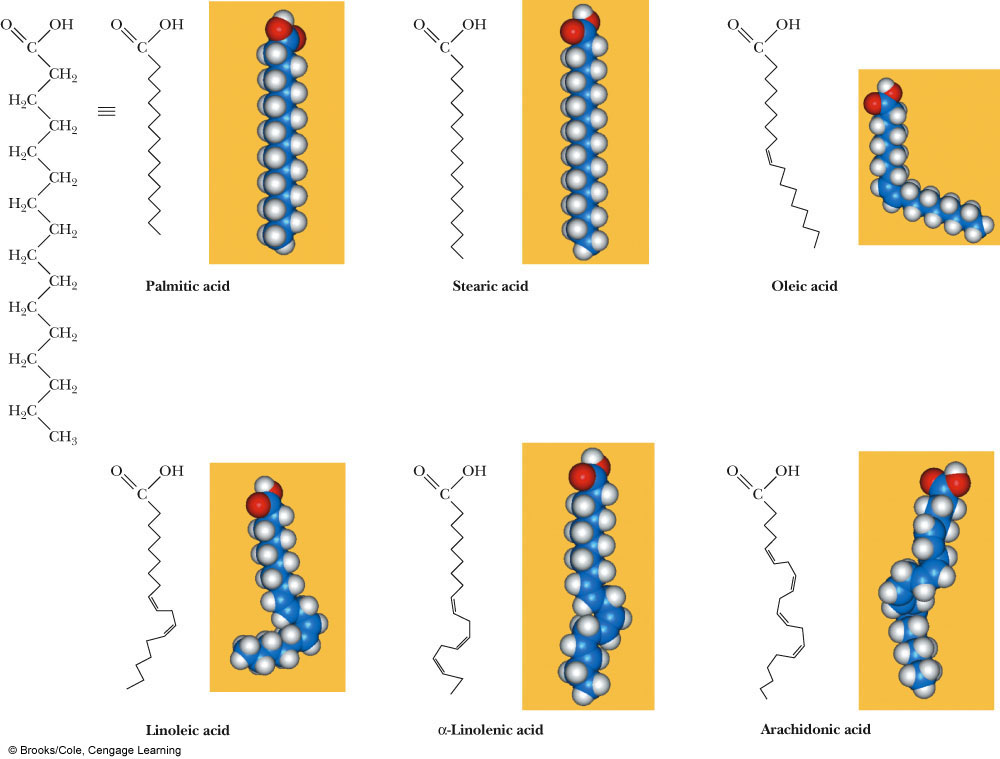 O OH
C
CH2
H2C
CH2
H2C
CH2
H2C
CH2
H2C
CH2
H2C
CH2
H2C
CH2
H2C
CH3
≡
O OH
C
Palmitic acid
O OH
C
Stearic acid
O OH
C
Oleic acid
O OH
C
Linoleic acid
O OH
C
α-Linolenic acid
O OH
C
Arachidonic acid
© Brooks/Cole, Cengage Learning